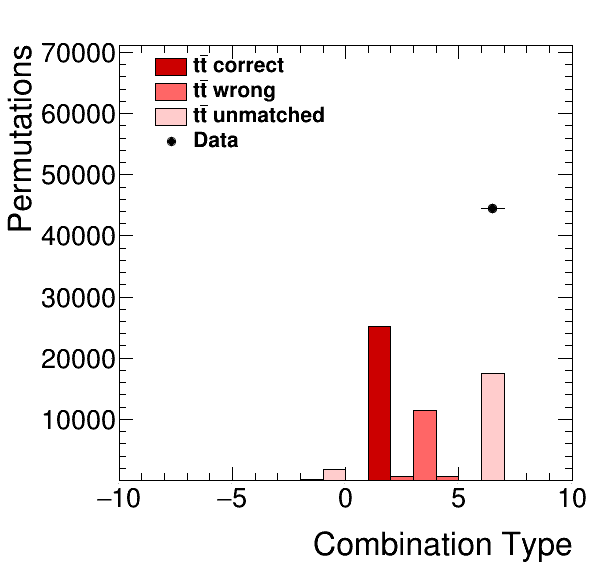 70000
60000
50000
40000
30000
20000
10000
Permutations
tt̄ correct
tt̄ wrong
tt̄ unmatched
Data
−10 −5 0 5 10
Combination Type